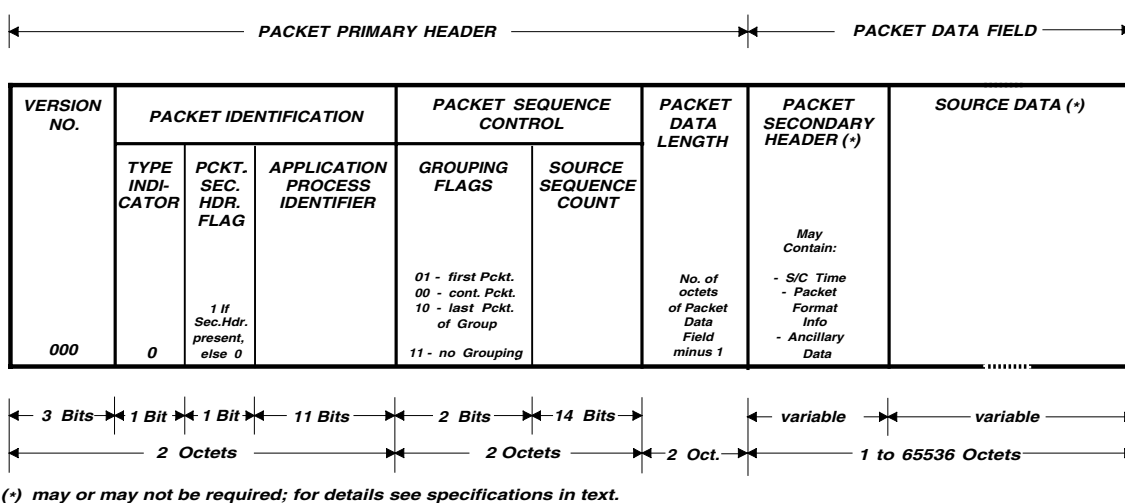 PACKET PRIMARY HEADER
PACKET DATA FIELD
VERSION
NO.
000
PACKET IDENTIFICATION
TYPE
INDI-
CATOR
0
PCKT.
SEC.
HDR.
FLAG
1 If
Sec.Hdr.
present,
else 0
APPLICATION
PROCESS
IDENTIFIER
PACKET SEQUENCE
CONTROL
GROUPING
FLAGS
01 - first Pckt.
00 - cont. Pckt.
10 - last Pckt.
of Group
11 - no Grouping
SOURCE
SEQUENCE
COUNT
PACKET
DATA
LENGTH
No. of
octets
of Packet
Data
Field
minus 1
PACKET
SECONDARY
HEADER (*)
May
Contain:
- S/C Time
- Packet
Format
Info
- Ancillary
Data
SOURCE DATA (*)
3 Bits
1 Bit
1 Bit
11 Bits
2 Bits
14 Bits
variable
variable
2 Octets
2 Octets
2 Oct.
1 to 65536 Octets
(*) may or may not be required; for details see specifications in text.